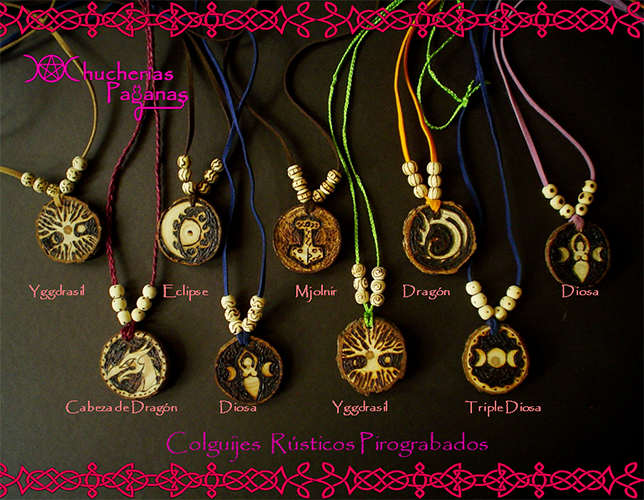 Chucherías
Paganas
Yggdrasil
Eclipse
Mjolnir
Dragón
Diosa
Cabeza de Dragón
Diosa
Yggdrasil
Triple Diosa
Colguijes Rústicos Pirograbados